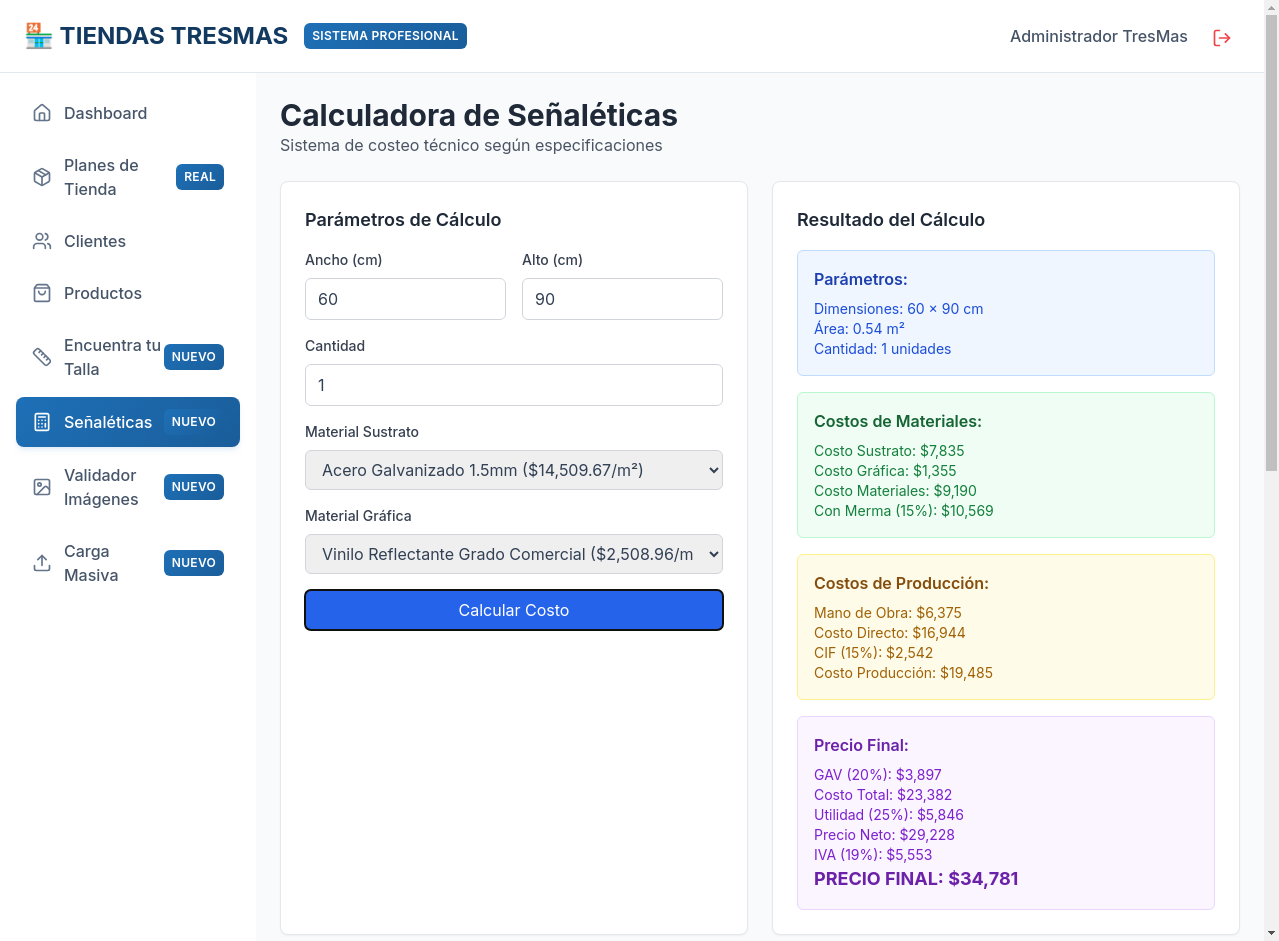 TIENDAS TRESMAS
SISTEMA PROFESIONAL
Administrador TresMas
Dashboard
Planes de
Tienda
REAL
Clientes
Productos
Encuentra tu
Talla
NUEVO
Señaléticas
NUEVO
Validador
Imágenes
NUEVO
Carga
Masiva
NUEVO
Calculadora de Señaléticas
Sistema de costeo técnico según especificaciones
Parámetros de Cálculo
Ancho (cm)
Alto (cm)
60
90
Cantidad
1
Material Sustrato
Acero Galvanizado 1.5mm ($14,509.67/m²)
Material Gráfica
Vinilo Reflectante Grado Comercial ($2,508.96/m
Calcular Costo
Resultado del Cálculo
Parámetros:
Dimensiones: 60 × 90 cm
Área: 0.54 m²
Cantidad: 1 unidades
Costos de Materiales:
Costo Sustrato: $7,835
Costo Gráfica: $1,355
Costo Materiales: $9,190
Con Merma (15%): $10,569
Costos de Producción:
Mano de Obra: $6,375
Costo Directo: $16,944
CIF (15%): $2,542
Costo Producción: $19,485
Precio Final:
GAV (20%): $3,897
Costo Total: $23,382
Utilidad (25%): $5,846
Precio Neto: $29,228
IVA (19%): $5,553
PRECIO FINAL: $34,781